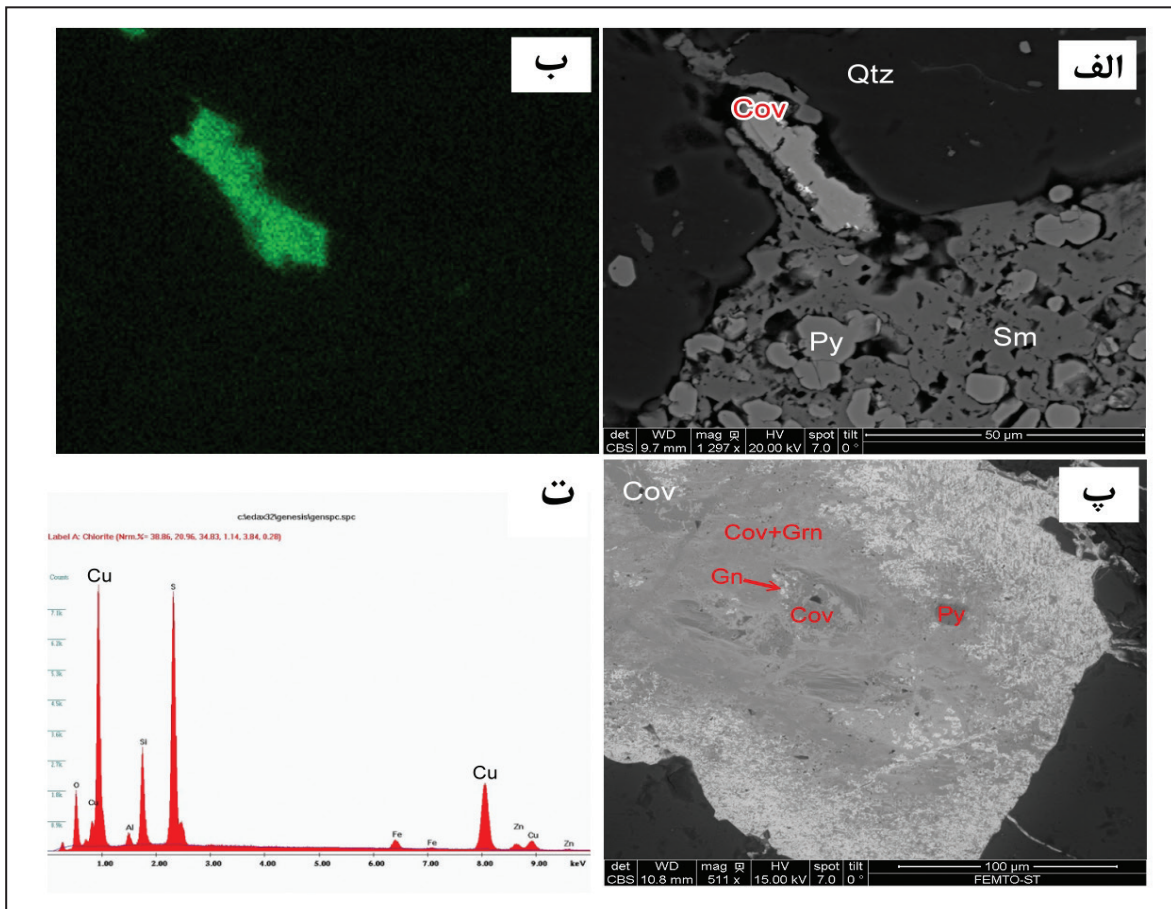 الف
Qtz
Cov
Py
Sm
det WD mag HV spot tilt
CBS 9.7 mm 1 297 x 20.00 kV 7.0 0° 50 µm
ب
پ
Cov
Cov+Grn
Gn
Cov
Py
det WD mag HV spot tilt
CBS 10.8 mm 511 x 15.00 kV 7.0 0° 100 µm
FEMTO-ST
ت
c:\edax32\genesis\genspc.spc
Label A: Chlorite (Nrm.%= 38.86, 20.96, 34.83, 1.14, 3.84, 0.28)
Counts
Cu
S
Si
O
Cu
Al
Fe
Fe
Cu
Zn
Cu
Zn
1.00 2.00 3.00 4.00 5.00 6.00 7.00 8.00 9.00 keV